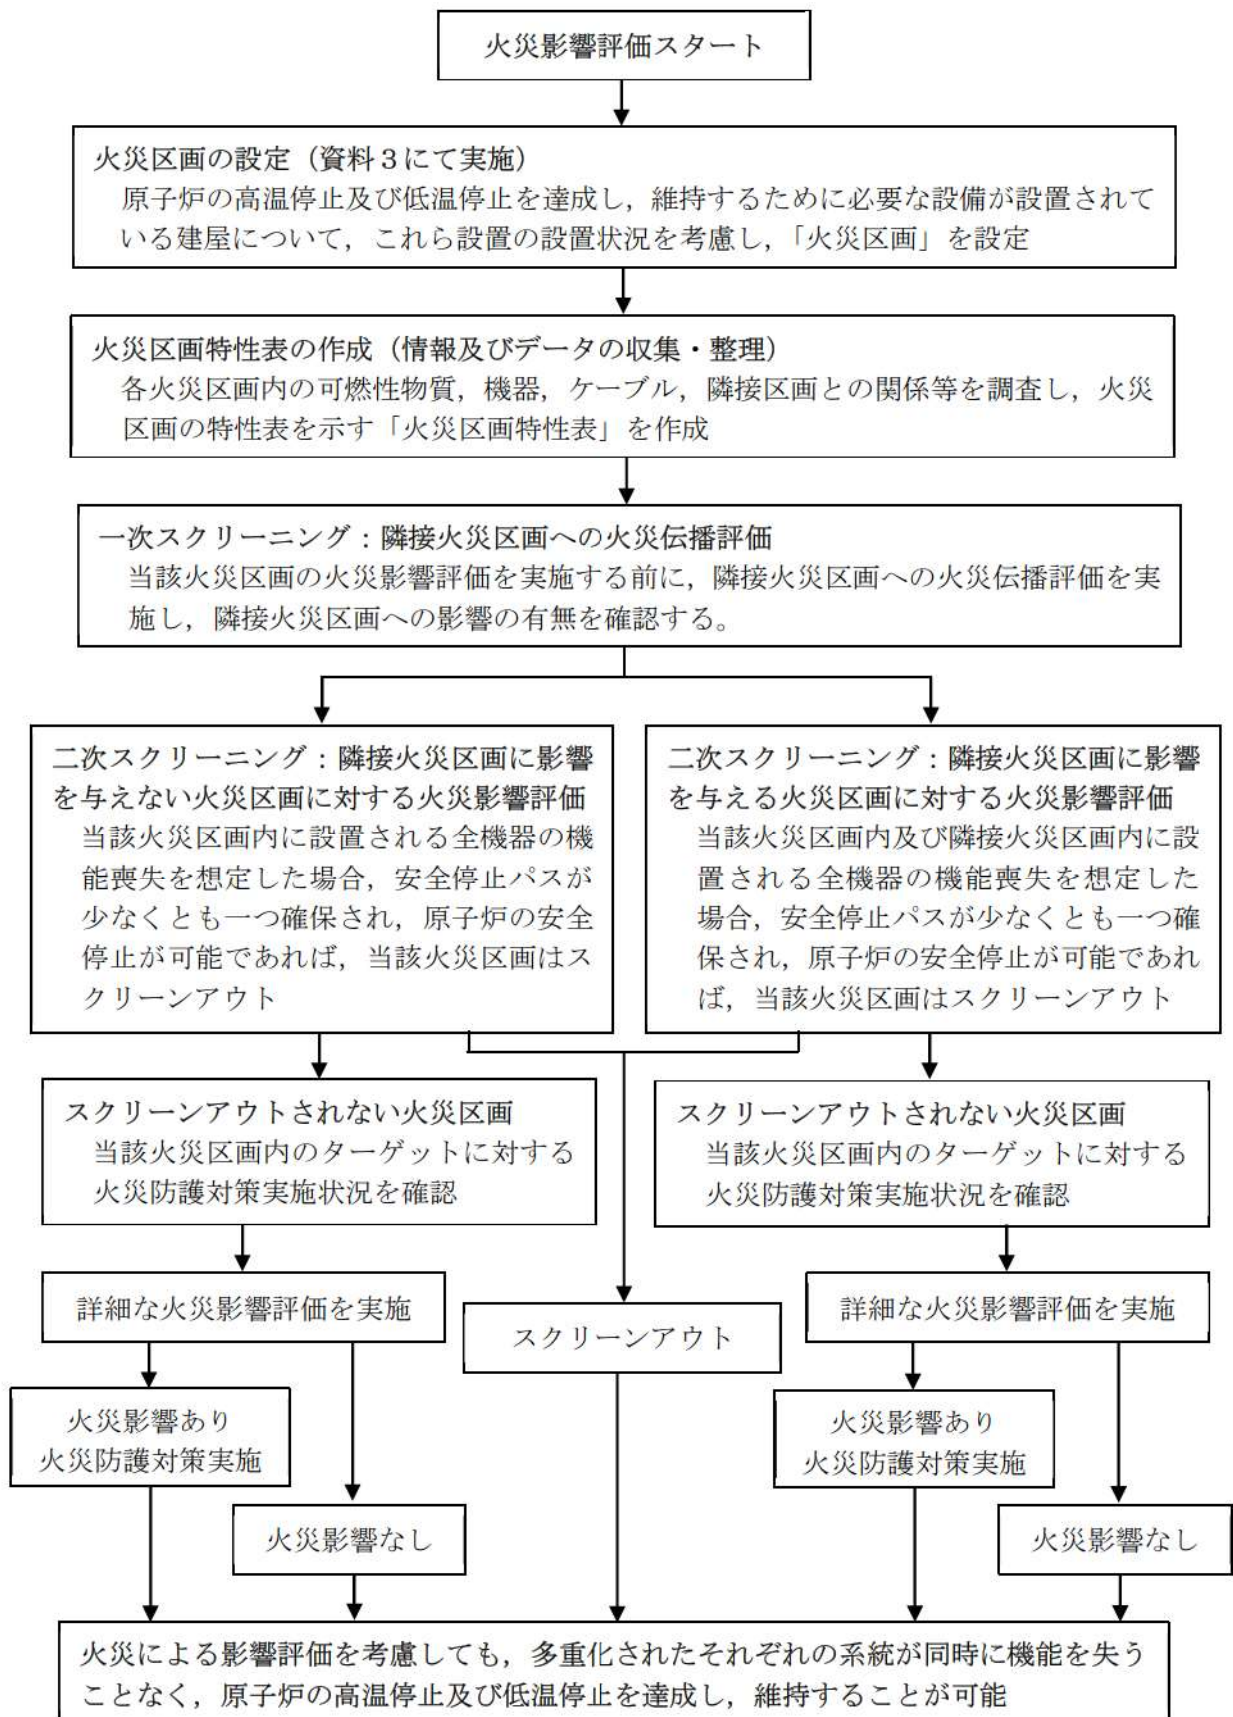 火災影響評価スタート
火災区画の設定（資料３にて実施）
原子炉の高温停止及び低温停止を達成し，維持するために必要な設備が設置されて
いる建屋について，これら設置の設置状況を考慮し，「火災区画」を設定
火災区画特性表の作成（情報及びデータの収集・整理）
各火災区画内の可燃性物質，機器，ケーブル，隣接区画との関係等を調査し，火災
区画の特性表を示す「火災区画特性表」を作成
一次スクリーニング：隣接火災区画への火災伝播評価
当該火災区画の火災影響評価を実施する前に，隣接火災区画への火災伝播評価を実
施し，隣接火災区画への影響の有無を確認する。
二次スクリーニング：隣接火災区画に影響
を与えない火災区画に対する火災影響評価
当該火災区画内に設置される全機器の機
能喪失を想定した場合，安全停止パスが
少なくとも一つ確保され，原子炉の安全
停止が可能であれば，当該火災区画はス
クリーンアウト
二次スクリーニング：隣接火災区画に影響
を与える火災区画に対する火災影響評価
当該火災区画内及び隣接火災区画内に設
置される全機器の機能喪失を想定した
場合，安全停止パスが少なくとも一つ確
保され，原子炉の安全停止が可能であれ
ば，当該火災区画はスクリーンアウト
スクリーンアウトされない火災区画
当該火災区画内のターゲットに対する
火災防護対策実施状況を確認
スクリーンアウトされない火災区画
当該火災区画内のターゲットに対する
火災防護対策実施状況を確認
詳細な火災影響評価を実施
スクリーンアウト
詳細な火災影響評価を実施
火災影響あり
火災防護対策実施
火災影響なし
火災影響あり
火災防護対策実施
火災影響なし
火災による影響評価を考慮しても，多重化されたそれぞれの系統が同時に機能を失う
ことなく，原子炉の高温停止及び低温停止を達成し，維持することが可能